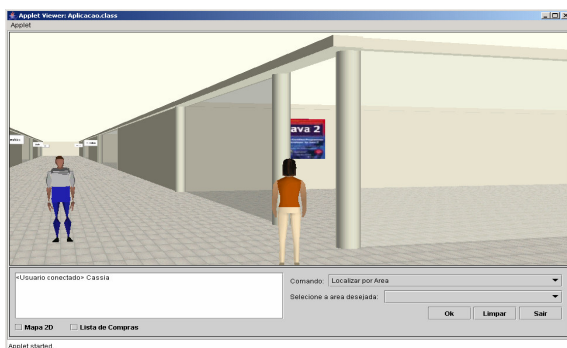 Applet Viewer: Aplicacao.class
Applet
ava 2
«Usuario conectado» Cassia
Comando: Localizar por Area
Selecione a area desejada:
Ok Limpar Sair
Mapa 2D Lista de Compras
Applet started.